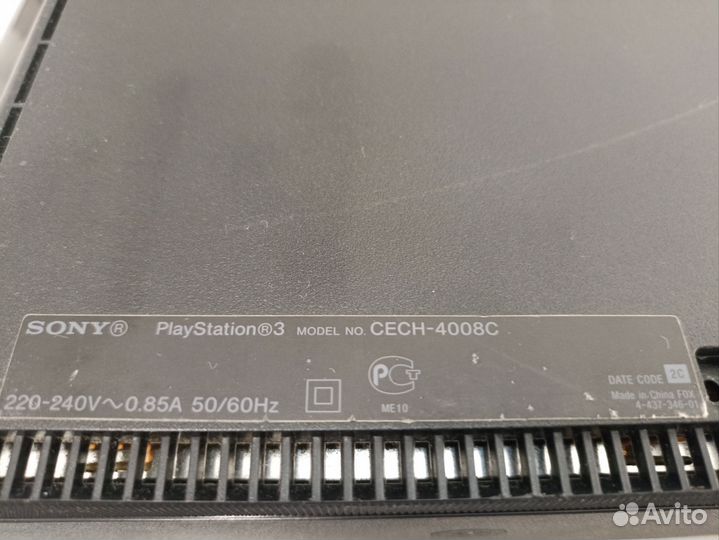 SONY® PlayStation®3 MODEL NO. CECH-4008C
220-240V~0.85A 50/60Hz
PCT
ME10
DATE CODE 2C
Made in China FOX
4-437-346-01
Avito